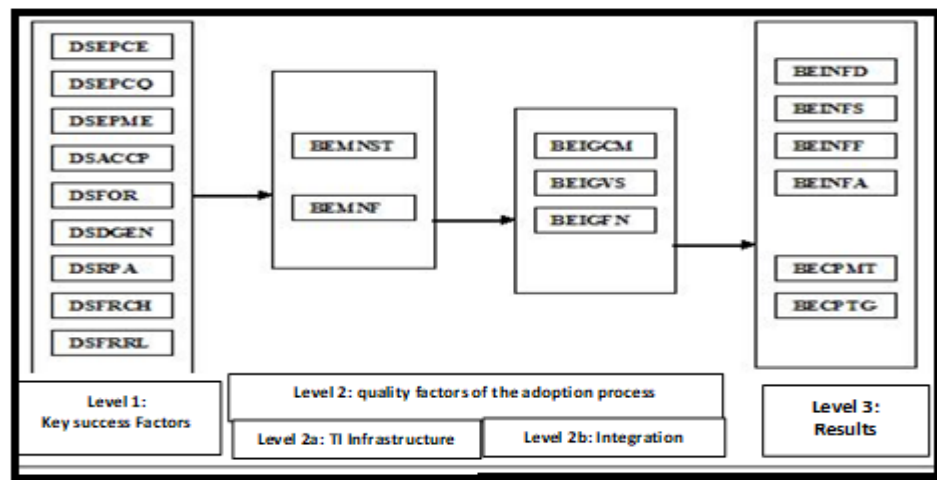 DSEPCE
DSEPCQ
DSEPME
DSACCP
DSFOR
DSDGEN
DSRPA
DSFRCH
DSFRRL
BEMNST
BEMNF
BEIGCM
BEIGVS
BEIGFN
BEINFD
BEINFS
BEINFF
BEINFA
BECPMT
BECPTG
Level 1:
Key success Factors
Level 2: quality factors of the adoption process
Level 2a: TI Infrastructure
Level 2b: Integration
Level 3:
Results